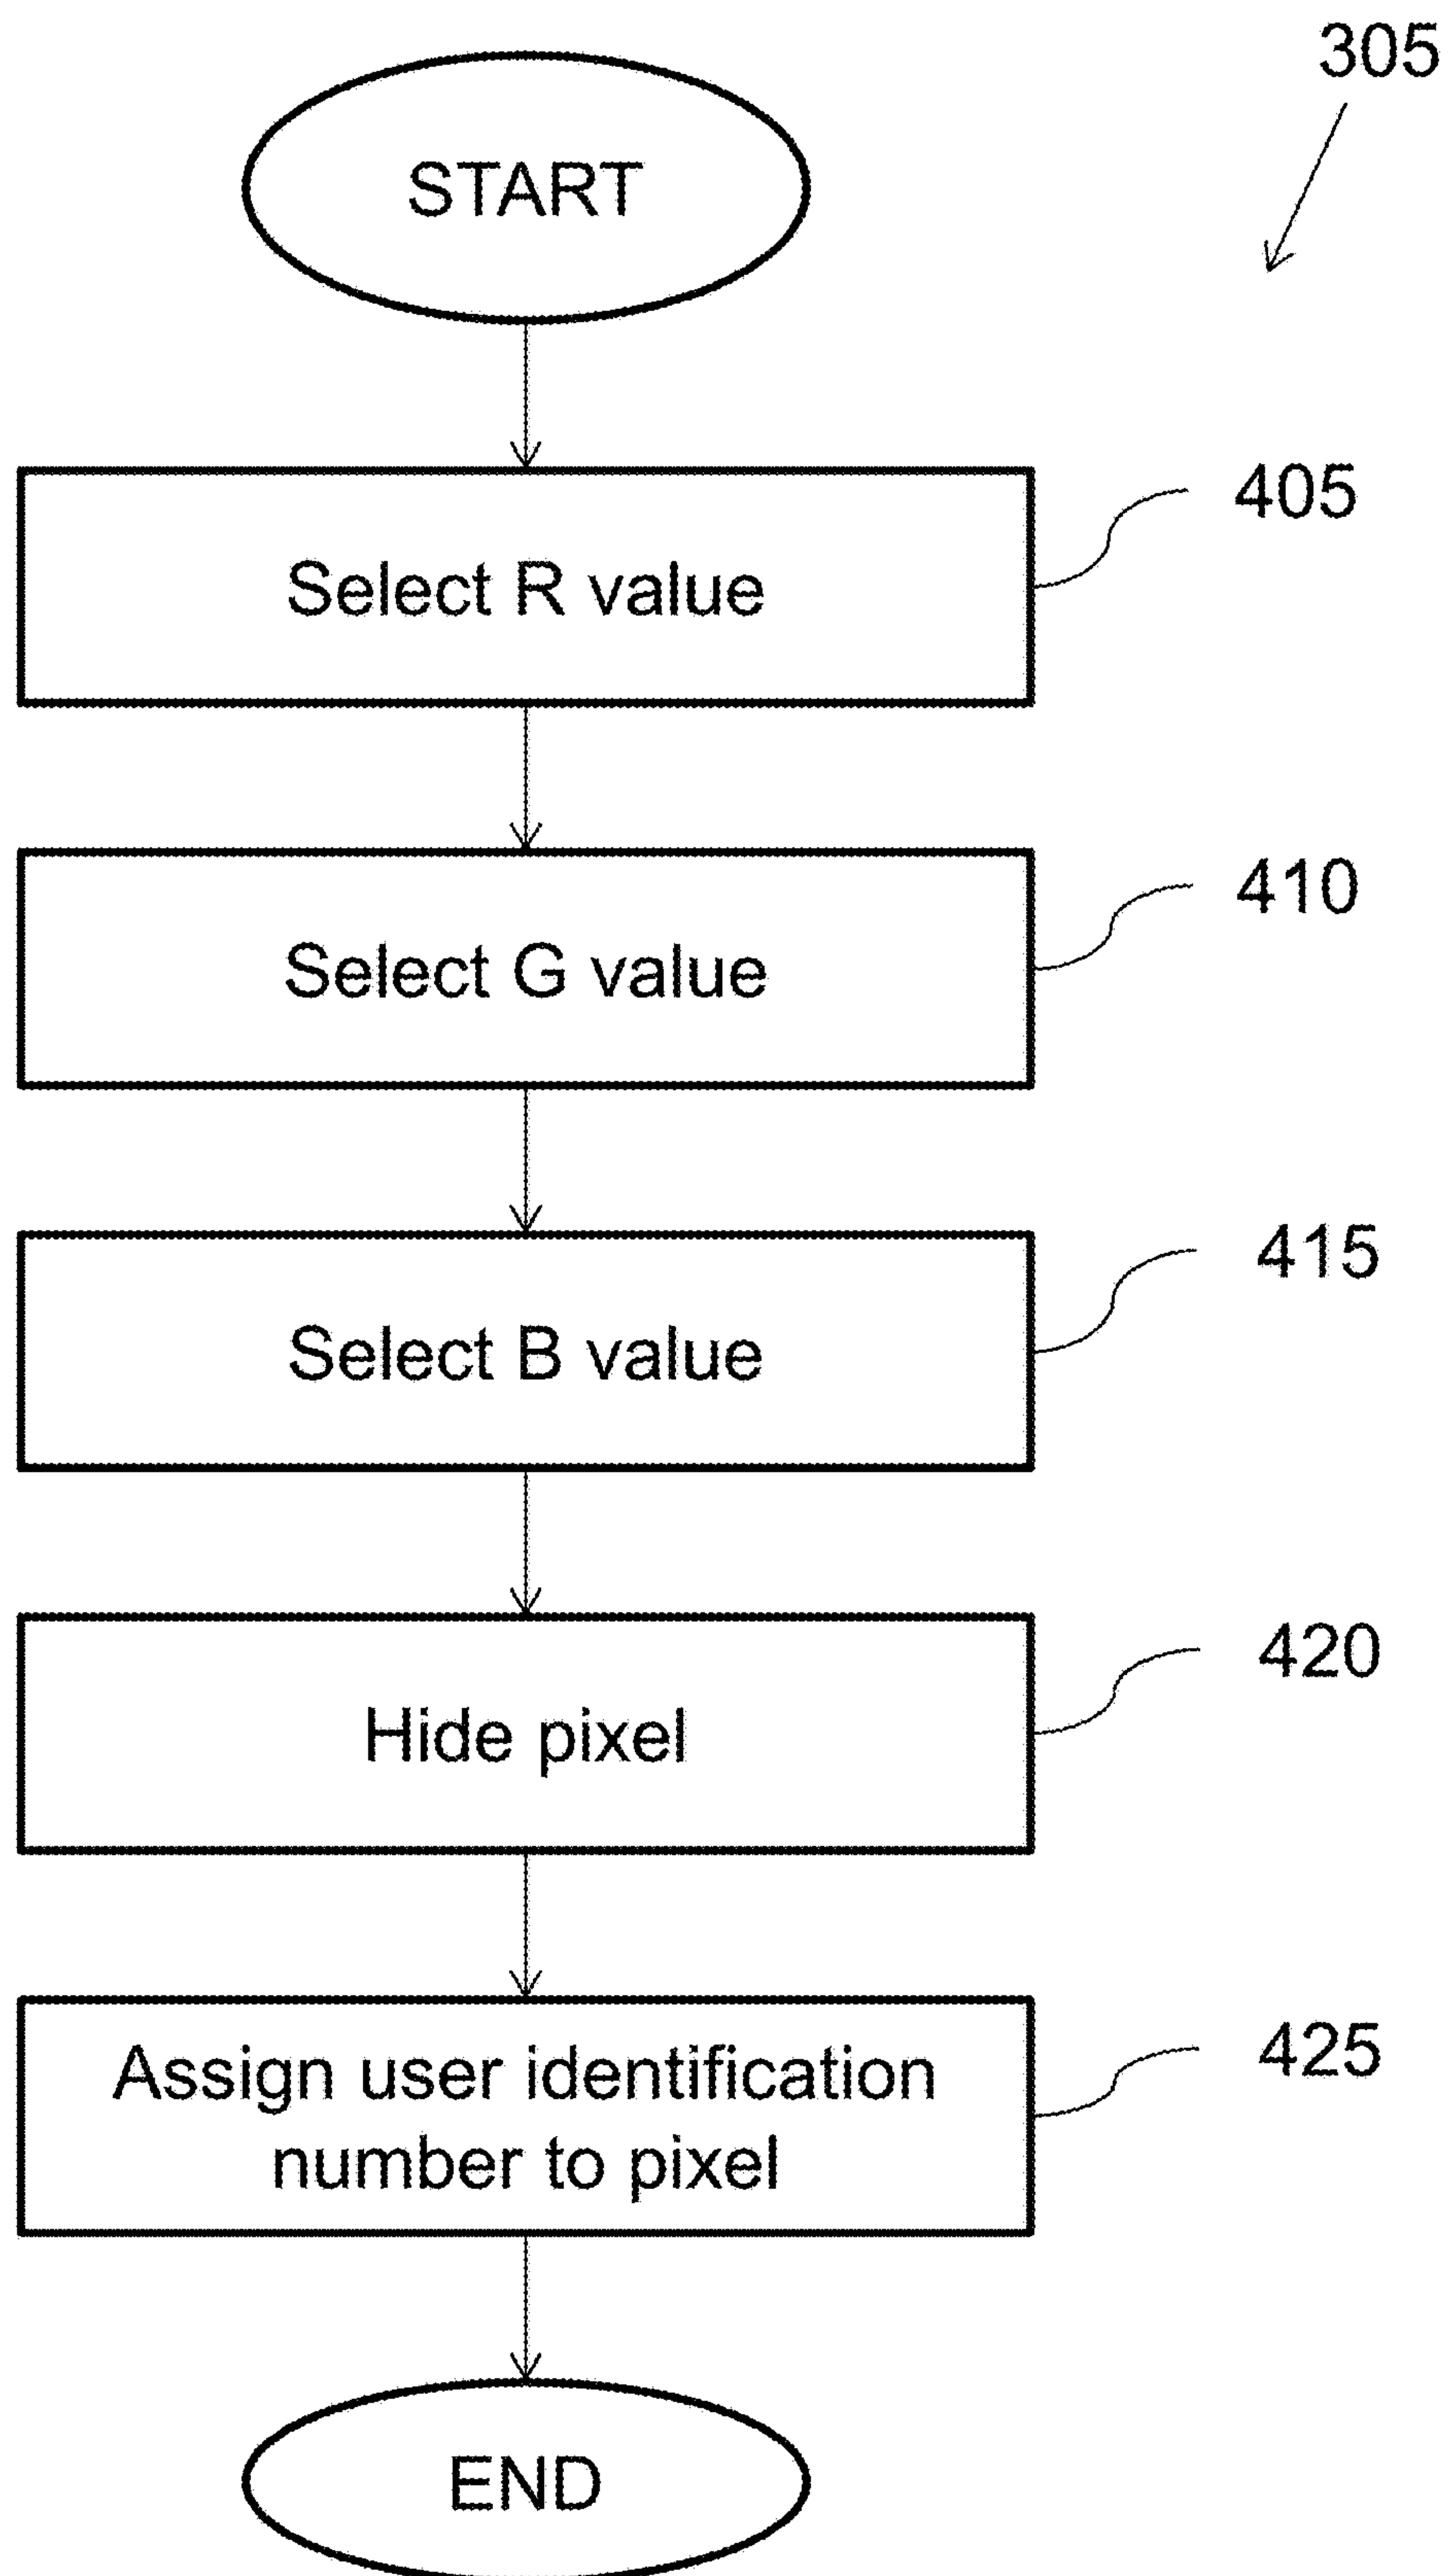 305
START
Select R value
405
Select G value
410
Select B value
415
Hide pixel
420
Assign user identification
number to pixel
425
END